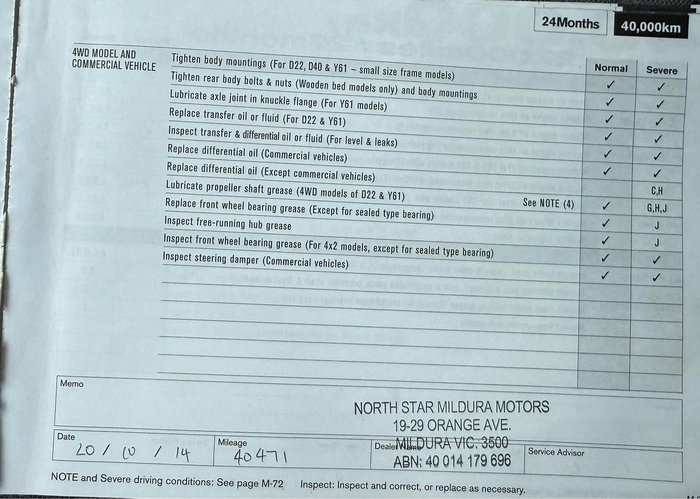 24Months 40,000km
4WD MODEL AND COMMERCIAL VEHICLE
Normal Severe
Tighten body mountings (For D22, D40 & Y61 – small size frame models) ✓ ✓
Tighten rear body bolts & nuts (Wooden bed models only) and body mountings ✓ ✓
Lubricate axle joint in knuckle flange (For Y61 models) ✓ ✓
Replace transfer oil or fluid (For D22 & Y61) ✓ ✓
Inspect transfer & differential oil or fluid (For level & leaks) ✓ ✓
Replace differential oil (Commercial vehicles) ✓ ✓
Replace differential oil (Except commercial vehicles) C,H
Lubricate propeller shaft grease (4WD models of D22 & Y61) See NOTE (4) ✓ G,H,J
Replace front wheel bearing grease (Except for sealed type bearing) ✓ J
Inspect free-running hub grease ✓ J
Inspect front wheel bearing grease (For 4x2 models, except for sealed type bearing) ✓ ✓
Inspect steering damper (Commercial vehicles) ✓ ✓
Memo
NORTH STAR MILDURA MOTORS
19-29 ORANGE AVE.
MILDURA VIC. 3500
ABN: 40 014 179 696
Date 20 / 10 / 14
Mileage 40471
Dealer Name
Service Advisor
NOTE and Severe driving conditions: See page M-72 Inspect: Inspect and correct, or replace as necessary.